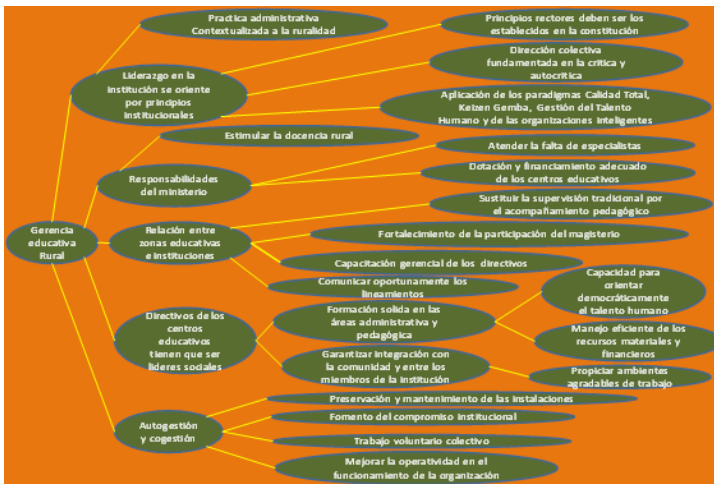 Practica administrativa
Contextualizada a la ruralidad
Principios rectores deben ser los
establecidos en la constitución
Liderazgo en la
institución se oriente
por principios
institucionales
Dirección colectiva
fundamentada en la critica y
autocritica
Aplicación de los paradigmas Calidad Total,
Keizen Gemba, Gestión del Talento
Humano y de las organizaciones inteligentes
Estimular la docencia rural
Atender la falta de especialistas
Responsabilidades
del ministerio
Dotación y financiamiento adecuado
de los centros educativos
Sustituir la supervisión tradicional por
el acompañamiento pedagógico
Gerencia
educativa
Rural
Relación entre
zonas educativas
e instituciones
Fortalecimiento de la participación del magisterio
Capacitación gerencial de los directivos
Comunicar oportunamente los
lineamientos
Directivos de los
centros
educativos
tienen que ser
lideres sociales
Formación solida en las
áreas administrativa y
pedagógica
Capacidad para
orientar
democráticamente
el talento humano
Manejo eficiente de los
recursos materiales y
financieros
Garantizar integración con
la comunidad y entre los
miembros de la institución
Propiciar ambientes
agradables de trabajo
Autogestión
y cogestión
Preservación y mantenimiento de las instalaciones
Fomento del compromiso institucional
Trabajo voluntario colectivo
Mejorar la operatividad en el
funcionamiento de la organización